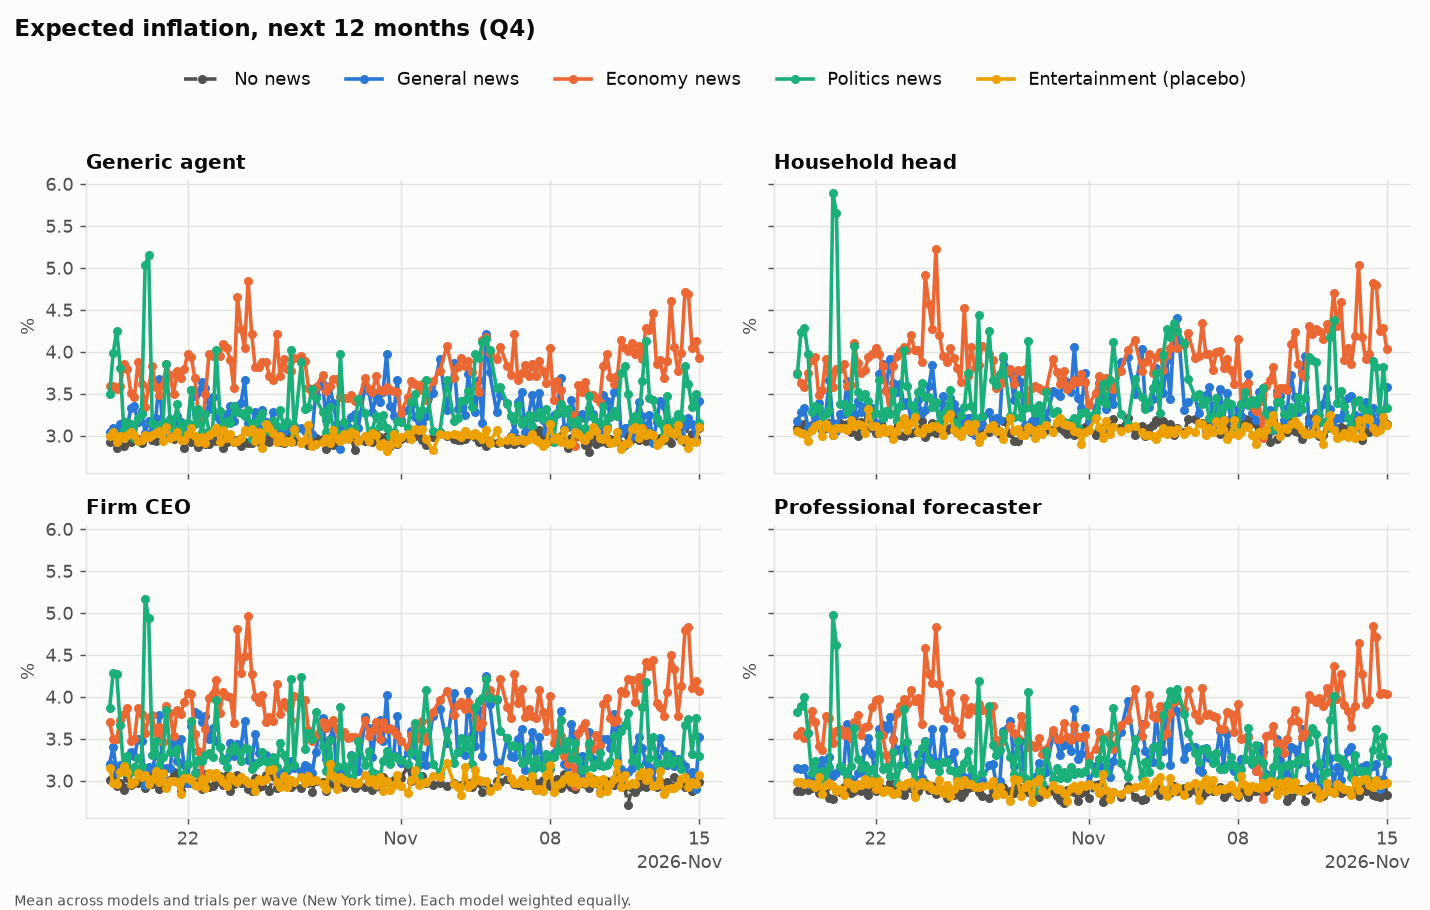 Expected inflation, next 12 months (Q4)
No news General news Economy news Politics news Entertainment (placebo)
Generic agent
Household head
6.0
5.5
5.0
4.5
4.0
3.5
3.0
%
%
Firm CEO
Professional forecaster
6.0
5.5
5.0
4.5
4.0
3.5
3.0
%
%
22 Nov 08 15
2026-Nov
22 Nov 08 15
2026-Nov
Mean across models and trials per wave (New York time). Each model weighted equally.